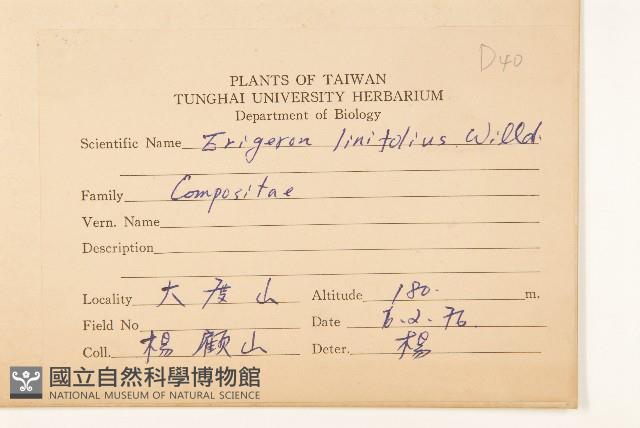 D40
PLANTS OF TAIWAN
TUNGHAI UNIVERSITY HERBARIUM
Department of Biology
Scientific Name Erigeron linifolius Willd.
Family Compositae
Vern. Name
Description
Locality 大度山 Altitude 180. m.
Field No. Date 6.2.76.
Coll. 楊顧山 Deter. 楊
國立自然科學博物館
NATIONAL MUSEUM OF NATURAL SCIENCE